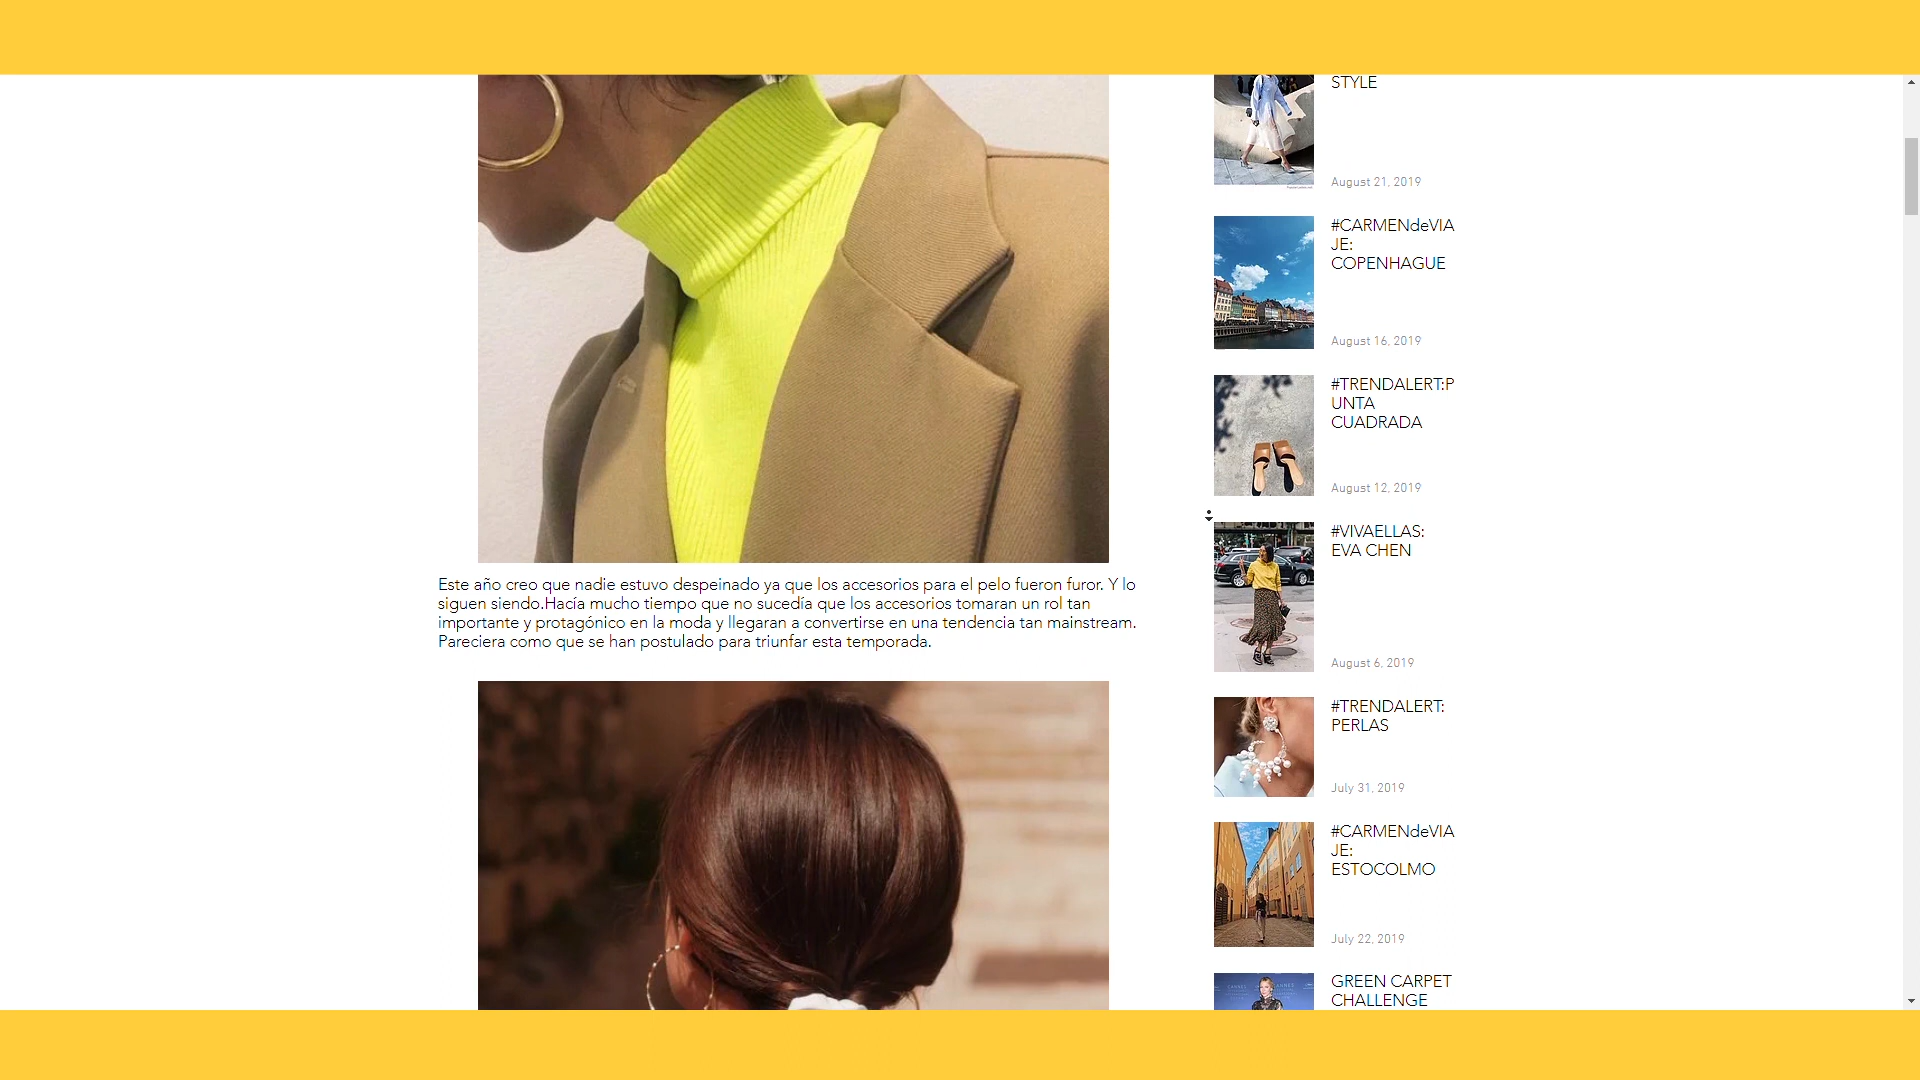 Este año creo que nadie estuvo despeinado ya que los accesorios para el pelo fueron furor. Y lo
siguen siendo.Hacía mucho tiempo que no sucedía que los accesorios tomaran un rol tan
importante y protagónico en la moda y llegaran a convertirse en una tendencia tan mainstream.
Pareciera como que se han postulado para triunfar esta temporada.
STYLE
August 21, 2019
#CARMENdeVIA
JE:
COPENHAGUE
August 16, 2019
#TRENDALERT:P
UNTA
CUADRADA
August 12, 2019
#VIVAELLAS:
EVA CHEN
August 6, 2019
#TRENDALERT:
PERLAS
July 31, 2019
#CARMENdeVIA
JE:
ESTOCOLMO
July 22, 2019
GREEN CARPET
CHALLENGE